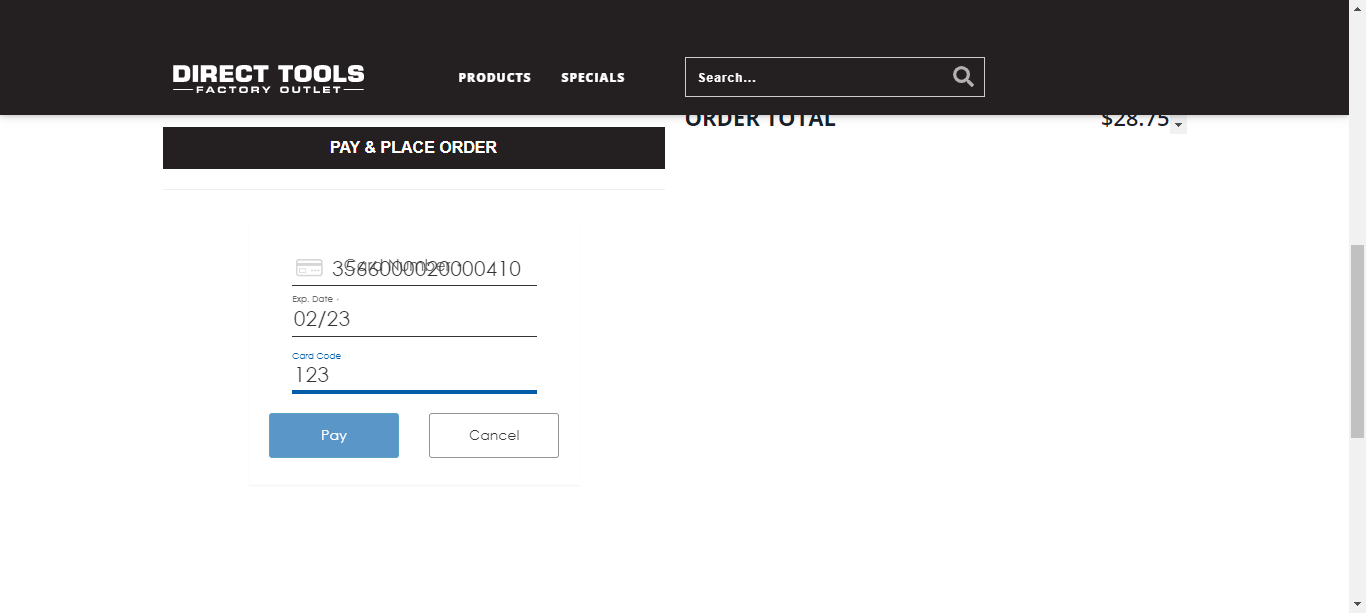 DIRECT TOOLS
FACTORY OUTLET
PRODUCTS
SPECIALS
Search...
ORDER TOTAL
$28.75
PAY & PLACE ORDER
Card Number *
3566000020000410
Exp. Date *
02/23
Card Code
123
Pay
Cancel